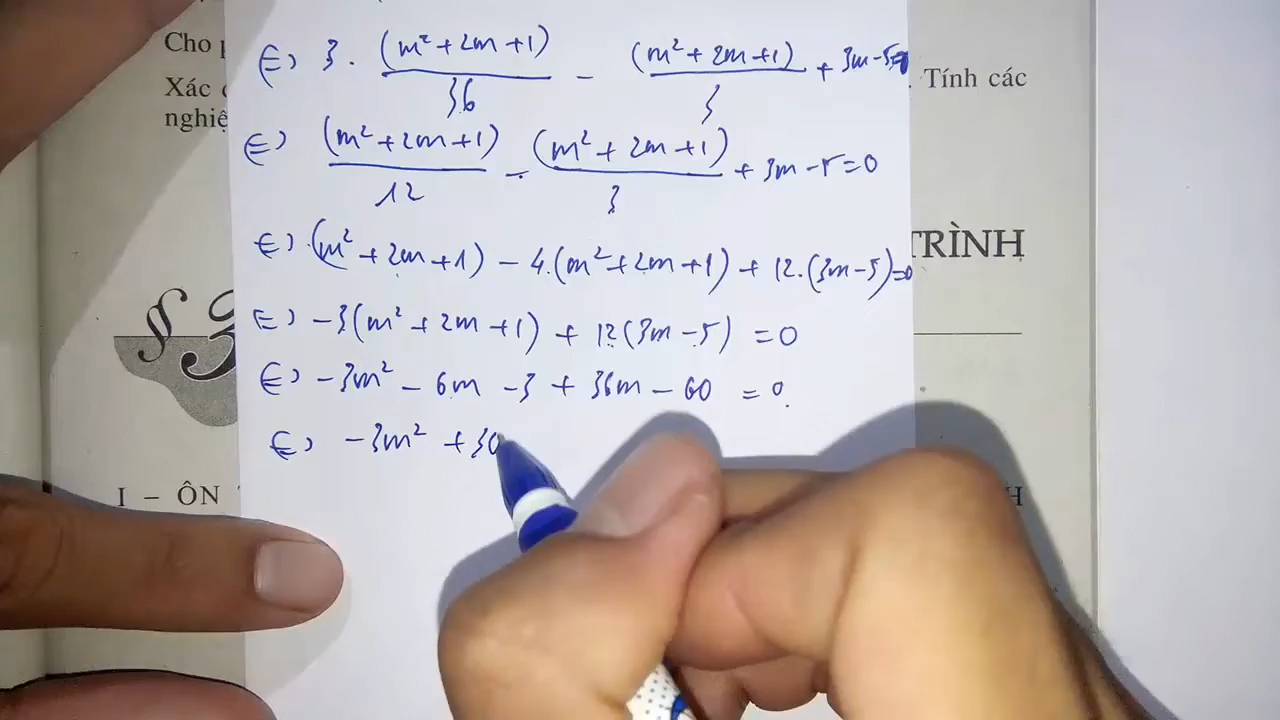 Cho p
⇔ 3 . (m² + 2m + 1)/36 - (m² + 2m + 1)/3 + 3m - 5 = 0
Xác
. Tính các
nghiệ
⇔ (m² + 2m + 1)/12 - (m² + 2m + 1)/3 + 3m - 5 = 0
⇔ (m² + 2m + 1) - 4.(m² + 2m + 1) + 12.(3m - 5) = 0
TRÌNH
§ 3
⇔ -3(m² + 2m + 1) + 12(3m - 5) = 0
⇔ -3m² - 6m - 3 + 36m - 60 = 0.
⇔ -3m² + 30
I – ÔN
H